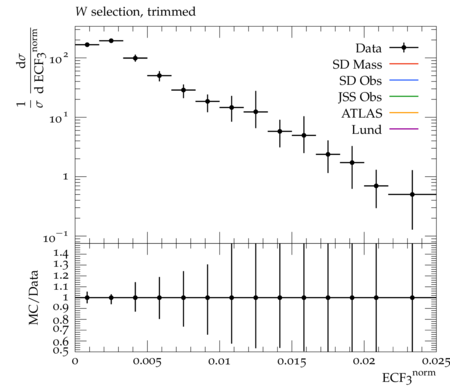 W selection, trimmed
1/σ dσ/d ECF3^norm
10^2
10^1
1
10^−1
Data
SD Mass
SD Obs
JSS Obs
ATLAS
Lund
MC/Data
1.4
1.3
1.2
1.1
1
0.9
0.8
0.7
0.6
0.5
0 0.005 0.01 0.015 0.02 0.025
ECF3^norm